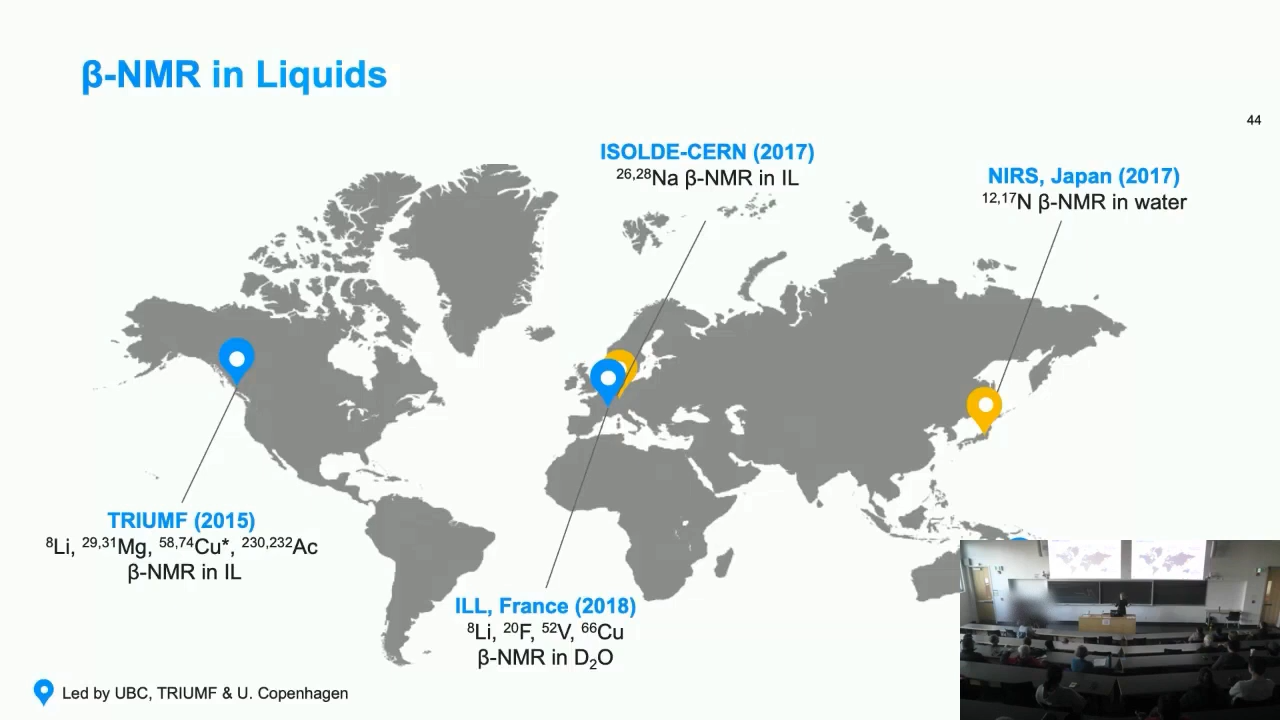 β-NMR in Liquids
44
ISOLDE-CERN (2017)
²⁶,²⁸Na β-NMR in IL
NIRS, Japan (2017)
¹²,¹⁷N β-NMR in water
TRIUMF (2015)
⁸Li, ²⁹,³¹Mg, ⁵⁸,⁷⁴Cu*, ²³⁰,²³²Ac
β-NMR in IL
ILL, France (2018)
⁸Li, ²⁰F, ⁵²V, ⁶⁶Cu
β-NMR in D₂O
Led by UBC, TRIUMF & U. Copenhagen